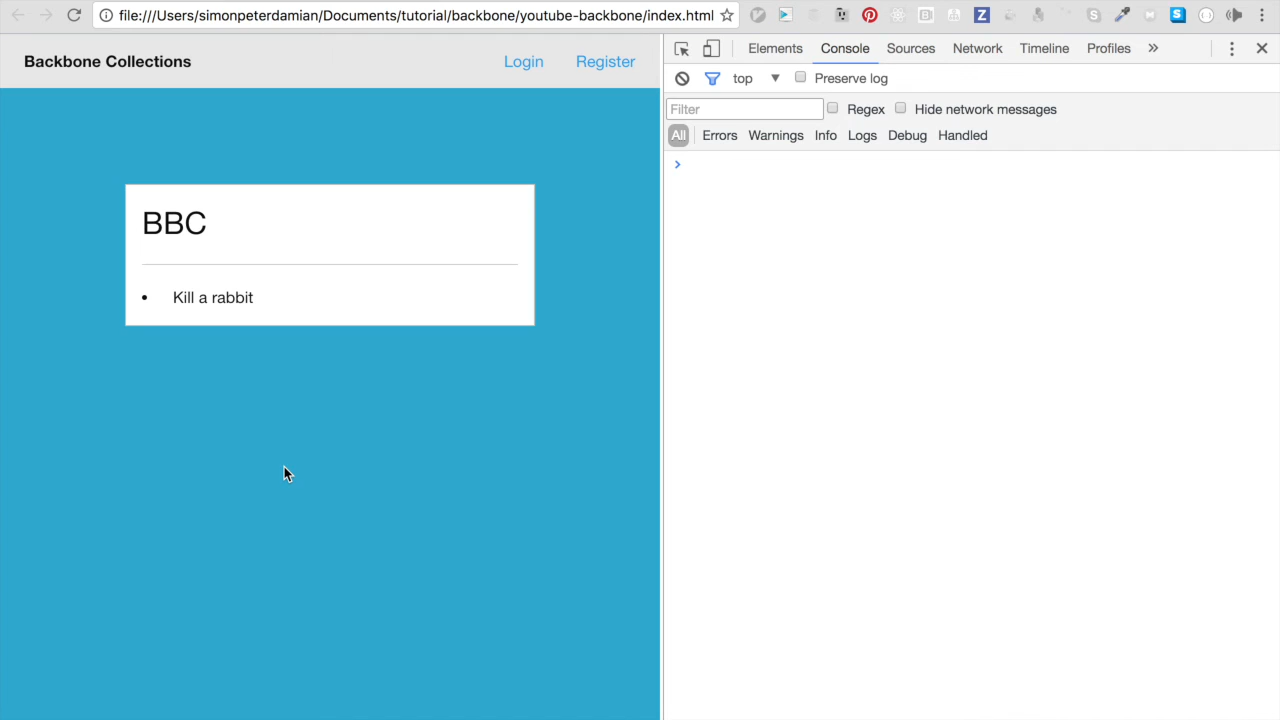 file:///Users/simonpeterdamian/Documents/tutorial/backbone/youtube-backbone/index.html
Backbone Collections Login Register
BBC
• Kill a rabbit
Elements Console Sources Network Timeline Profiles »
top ▼ Preserve log
Filter Regex Hide network messages
All Errors Warnings Info Logs Debug Handled
>